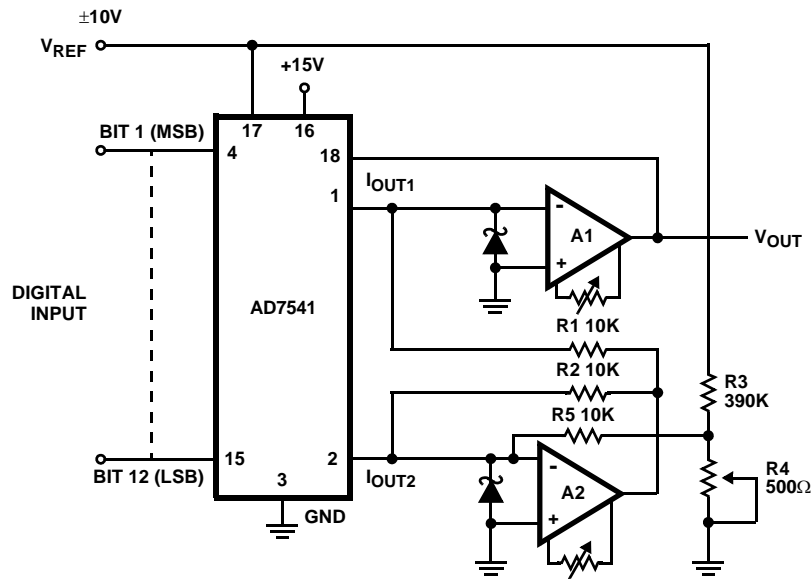 ±10V
VREF
+15V
BIT 1 (MSB)
17
16
4
18
IOUT1
1
-
A1
+
VOUT
DIGITAL
INPUT
AD7541
R1 10K
R2 10K
R3
390K
R5 10K
15
2
BIT 12 (LSB)
3
IOUT2
-
A2
+
R4
500Ω
GND